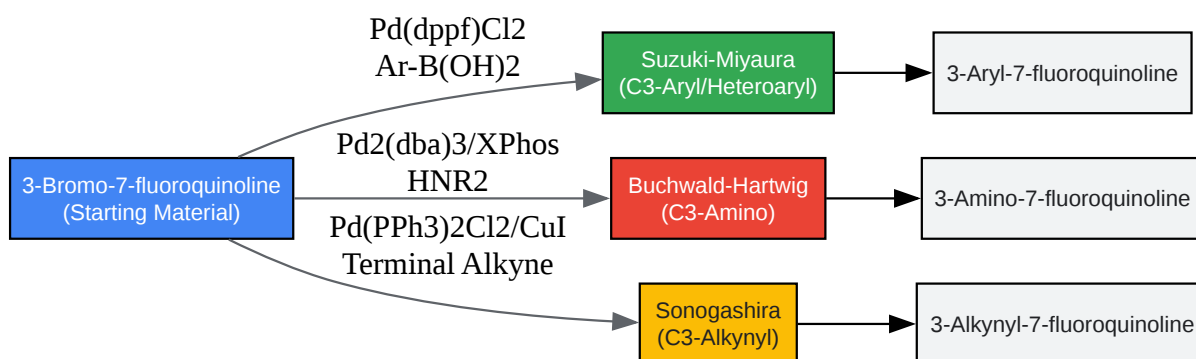 Pd(dppf)Cl2
Ar-B(OH)2
Suzuki-Miyaura
(C3-Aryl/Heteroaryl)
3-Aryl-7-fluoroquinoline
3-Bromo-7-fluoroquinoline
(Starting Material)
Pd2(dba)3/XPhos
HNR2
Buchwald-Hartwig
(C3-Amino)
3-Amino-7-fluoroquinoline
Pd(PPh3)2Cl2/CuI
Terminal Alkyne
Sonogashira
(C3-Alkynyl)
3-Alkynyl-7-fluoroquinoline